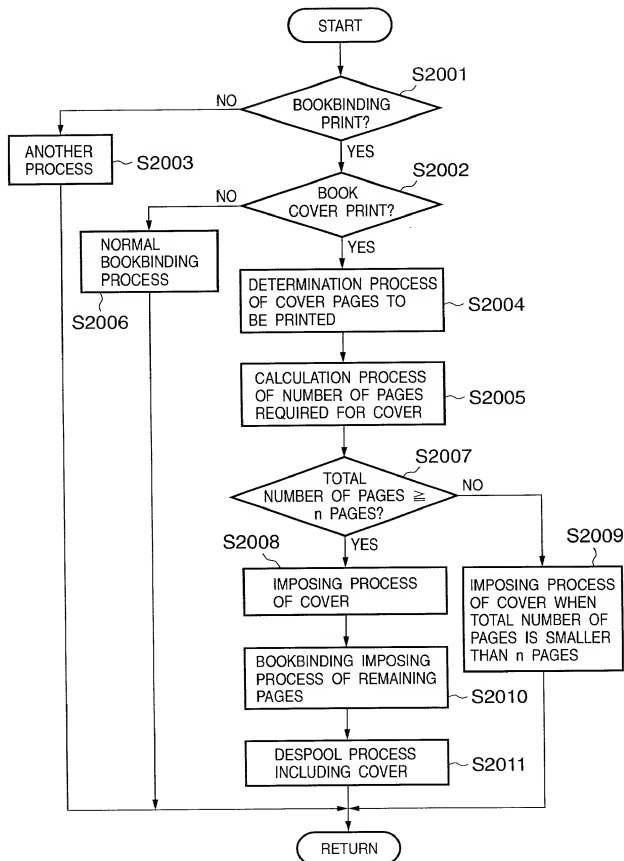 START
S2001
BOOKBINDING
PRINT?
NO
YES
ANOTHER
PROCESS
S2003
S2002
BOOK
COVER PRINT?
NO
YES
NORMAL
BOOKBINDING
PROCESS
S2006
DETERMINATION PROCESS
OF COVER PAGES TO
BE PRINTED
S2004
CALCULATION PROCESS
OF NUMBER OF PAGES
REQUIRED FOR COVER
S2005
S2007
TOTAL
NUMBER OF PAGES ≧
n PAGES?
NO
YES
S2008
IMPOSING PROCESS
OF COVER
S2009
IMPOSING PROCESS
OF COVER WHEN
TOTAL NUMBER OF
PAGES IS SMALLER
THAN n PAGES
BOOKBINDING IMPOSING
PROCESS OF REMAINING
PAGES
S2010
DESPOOL PROCESS
INCLUDING COVER
S2011
RETURN